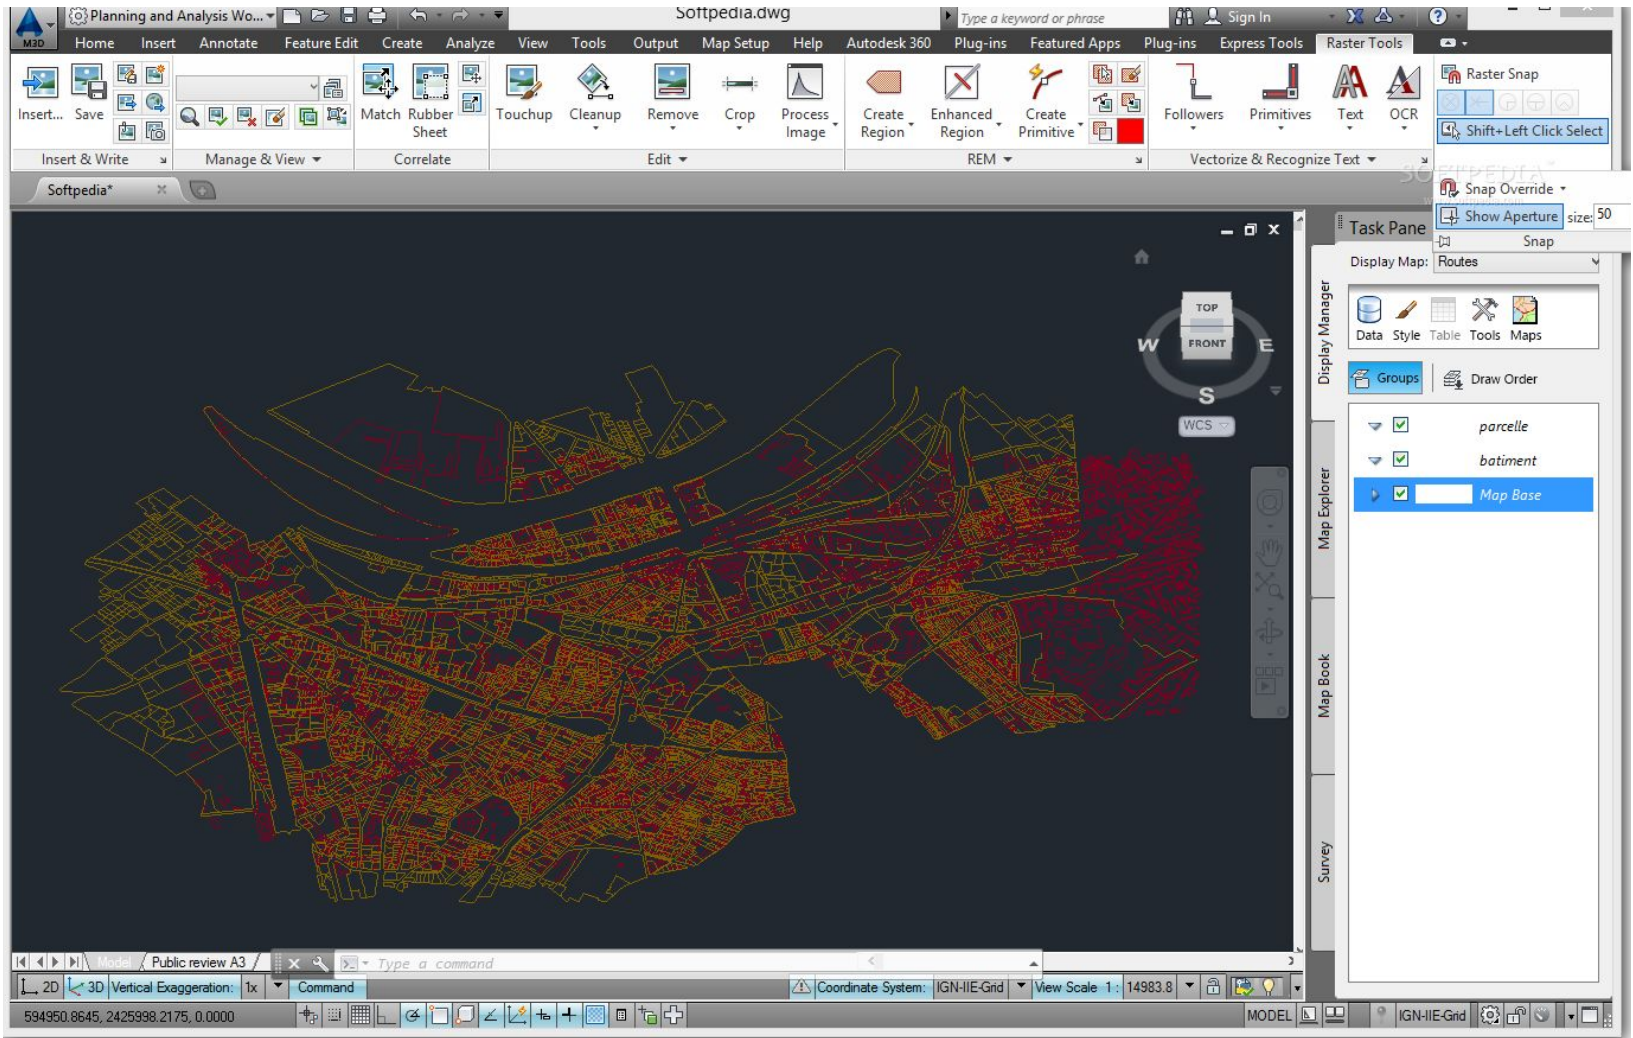 Planning and Analysis Wo...
Softpedia.dwg
Type a keyword or phrase
Sign In
M3D
Home Insert Annotate Feature Edit Create Analyze View Tools Output Map Setup Help Autodesk 360 Plug-ins Featured Apps Plug-ins Express Tools Raster Tools
Insert... Save
Match Rubber Sheet
Touchup Cleanup Remove Crop Process Image
Create Region Enhanced Region Create Primitive
Followers Primitives Text OCR
Raster Snap
Shift+Left Click Select
Insert & Write Manage & View Correlate Edit REM Vectorize & Recognize Text
SOFTPEDIA
Softpedia*
Snap Override
Show Aperture size: 50
Snap
Task Pane
Display Map: Routes
Data Style Table Tools Maps
Groups Draw Order
parcelle
batiment
Map Base
Display Manager
Map Explorer
Map Book
Survey
TOP
FRONT
W E
S
WCS
Model Public review A3
Type a command
2D 3D Vertical Exaggeration: 1x Command
Coordinate System: IGN-IIE-Grid View Scale 1 : 14983.8
594950.8645, 2425998.2175, 0.0000
MODEL IGN-IIE-Grid